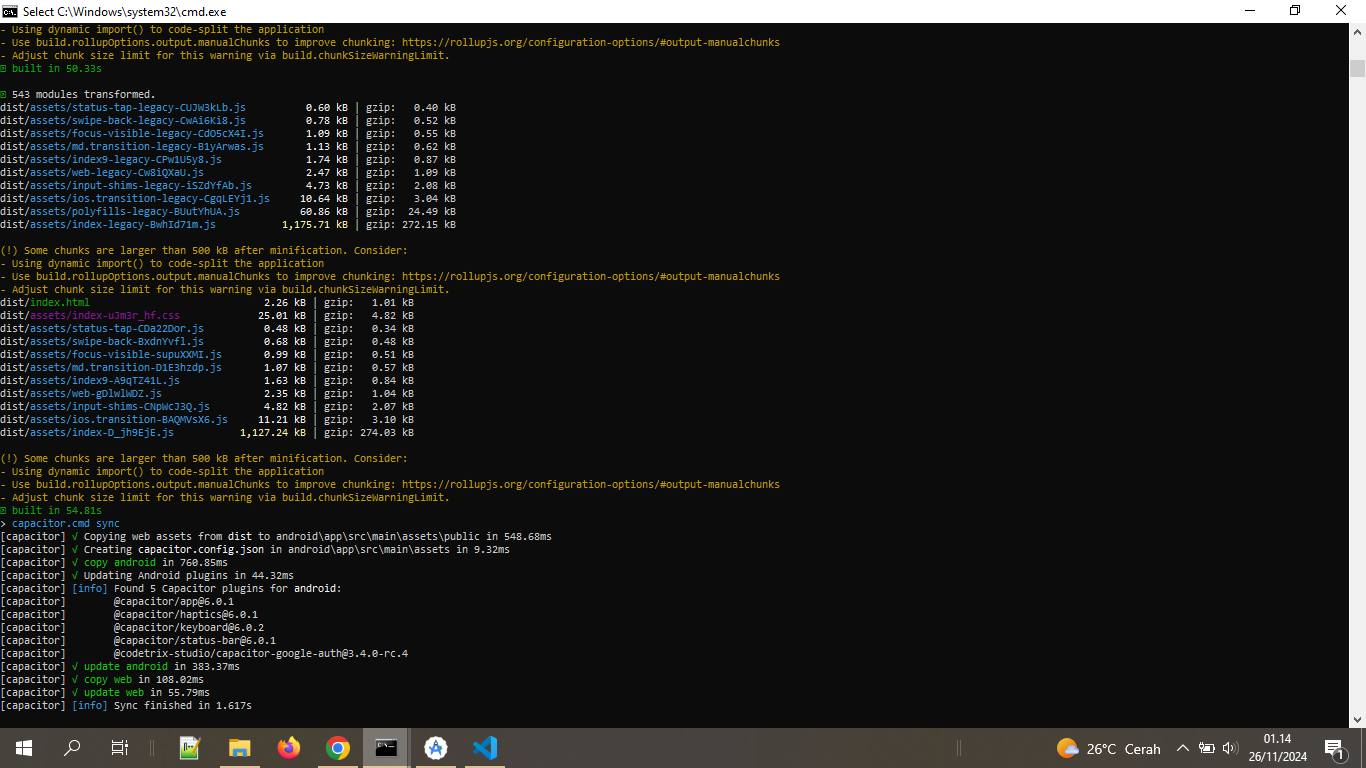 Select C:\Windows\system32\cmd.exe
- Using dynamic import() to code-split the application
- Use build.rollupOptions.output.manualChunks to improve chunking: https://rollupjs.org/configuration-options/#output-manualchunks
- Adjust chunk size limit for this warning via build.chunkSizeWarningLimit.
built in 50.33s
543 modules transformed.
dist/assets/status-tap-legacy-CUJW3kLb.js 0.60 kB | gzip: 0.40 kB
dist/assets/swipe-back-legacy-CwAi6Ki8.js 0.78 kB | gzip: 0.52 kB
dist/assets/focus-visible-legacy-CdO5cX4I.js 1.09 kB | gzip: 0.55 kB
dist/assets/md.transition-legacy-B1yArwas.js 1.13 kB | gzip: 0.62 kB
dist/assets/index9-legacy-CPw1U5y8.js 1.74 kB | gzip: 0.87 kB
dist/assets/web-legacy-Cw8iQXaU.js 2.47 kB | gzip: 1.09 kB
dist/assets/input-shims-legacy-iSZdYfAb.js 4.73 kB | gzip: 2.08 kB
dist/assets/ios.transition-legacy-CgqLEYj1.js 10.64 kB | gzip: 3.04 kB
dist/assets/polyfills-legacy-BUutYhUA.js 60.86 kB | gzip: 24.49 kB
dist/assets/index-legacy-BwhId71m.js 1,175.71 kB | gzip: 272.15 kB
(!) Some chunks are larger than 500 kB after minification. Consider:
- Using dynamic import() to code-split the application
- Use build.rollupOptions.output.manualChunks to improve chunking: https://rollupjs.org/configuration-options/#output-manualchunks
- Adjust chunk size limit for this warning via build.chunkSizeWarningLimit.
dist/index.html 2.26 kB | gzip: 1.01 kB
dist/assets/index-uJm3r_hf.css 25.01 kB | gzip: 4.82 kB
dist/assets/status-tap-CDa22Dor.js 0.48 kB | gzip: 0.34 kB
dist/assets/swipe-back-BxdnYvfl.js 0.68 kB | gzip: 0.48 kB
dist/assets/focus-visible-supuXXMI.js 0.99 kB | gzip: 0.51 kB
dist/assets/md.transition-D1E3hzdp.js 1.07 kB | gzip: 0.57 kB
dist/assets/index9-A9qTZ41L.js 1.63 kB | gzip: 0.84 kB
dist/assets/web-gDlwlWDZ.js 2.35 kB | gzip: 1.04 kB
dist/assets/input-shims-CNpWcJ3Q.js 4.82 kB | gzip: 2.07 kB
dist/assets/ios.transition-BAQMVsX6.js 11.21 kB | gzip: 3.10 kB
dist/assets/index-D_jh9EjE.js 1,127.24 kB | gzip: 274.03 kB
(!) Some chunks are larger than 500 kB after minification. Consider:
- Using dynamic import() to code-split the application
- Use build.rollupOptions.output.manualChunks to improve chunking: https://rollupjs.org/configuration-options/#output-manualchunks
- Adjust chunk size limit for this warning via build.chunkSizeWarningLimit.
built in 54.81s
> capacitor.cmd sync
[capacitor] √ Copying web assets from dist to android\app\src\main\assets\public in 548.68ms
[capacitor] √ Creating capacitor.config.json in android\app\src\main\assets in 9.32ms
[capacitor] √ copy android in 760.85ms
[capacitor] √ Updating Android plugins in 44.32ms
[capacitor] [info] Found 5 Capacitor plugins for android:
[capacitor] @capacitor/app@6.0.1
[capacitor] @capacitor/haptics@6.0.1
[capacitor] @capacitor/keyboard@6.0.2
[capacitor] @capacitor/status-bar@6.0.1
[capacitor] @codetrix-studio/capacitor-google-auth@3.4.0-rc.4
[capacitor] √ update android in 383.37ms
[capacitor] √ copy web in 108.02ms
[capacitor] √ update web in 55.79ms
[capacitor] [info] Sync finished in 1.617s
26°C Cerah
01.14
26/11/2024
1